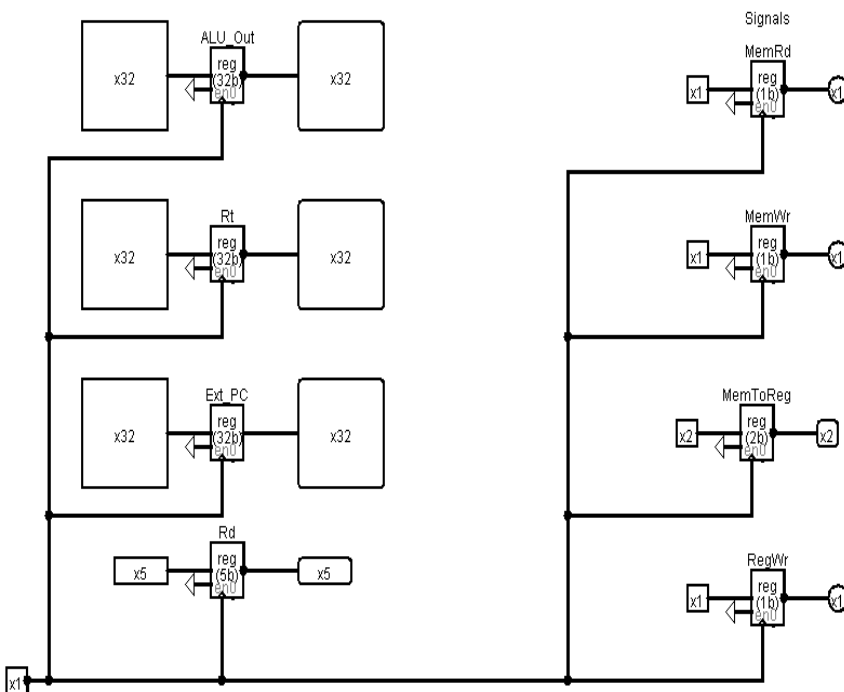 Signals
ALU_Out
x32
reg
(32b)
en0
x32
MemRd
x1
reg
(1b)
en0
x1
Rt
x32
reg
(32b)
en0
x32
MemWr
x1
reg
(1b)
en0
x1
Ext_PC
x32
reg
(32b)
en0
x32
MemToReg
x2
reg
(2b)
en0
x2
Rd
x5
reg
(5b)
en0
x5
RegWr
x1
reg
(1b)
en0
x1
x1